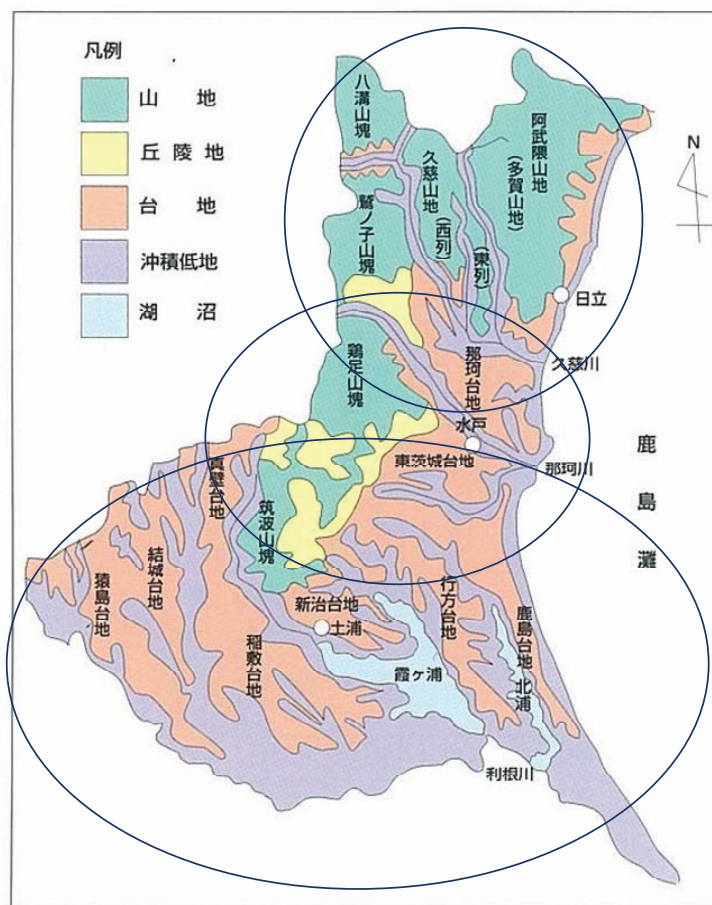 凡例
山 地
丘陵地
台 地
沖積低地
湖 沼
N
八溝山塊
久慈山地
(西列)
(東列)
阿武隈山地
(多賀山地)
鷲ノ子山塊
日立
久慈川
鶏足山塊
那珂台地
水戸
東茨城台地
那珂川
鹿島灘
真壁台地
筑波山塊
結城台地
猿島台地
新治台地
土浦
稲敷台地
霞ヶ浦
行方台地
鹿島台地
北浦
利根川